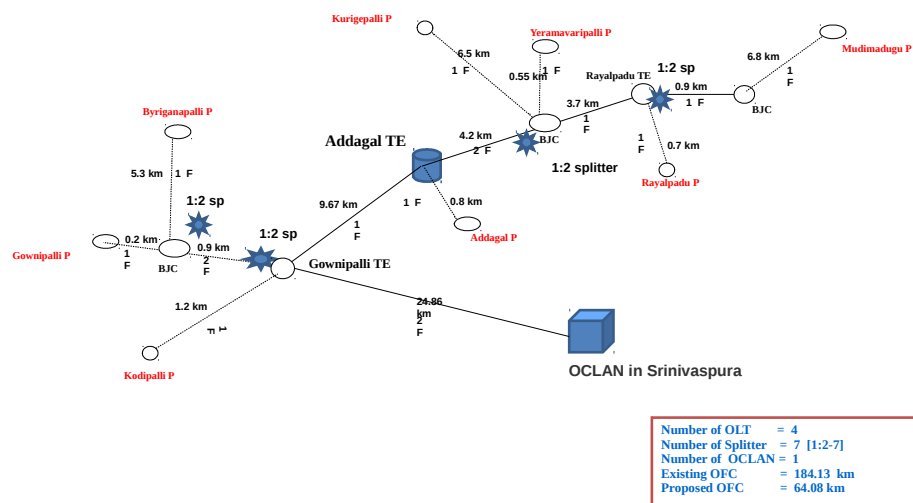 Kurigepalli P
Yeramavaripalli P
Mudimadugu P
6.5 km
1 F
0.55 km
1 F
Rayalpadu TE
1:2 sp
6.8 km
1
F
0.9 km
1 F
BJC
Byriganapalli P
3.7 km
1
F
BJC
4.2 km
2 F
Addagal TE
1:2 splitter
1
F
0.7 km
Rayalpadu P
5.3 km
1 F
1:2 sp
9.67 km
1
F
1 F
0.8 km
Addagal P
1:2 sp
0.2 km
1
F
Gownipalli P
BJC
0.9 km
2
F
Gownipalli TE
1.2 km
1
F
Kodipalli P
24.86
km
2
F
OCLAN in Srinivaspura
Number of OLT = 4
Number of Splitter = 7 [1:2-7]
Number of OCLAN = 1
Existing OFC = 184.13 km
Proposed OFC = 64.08 km